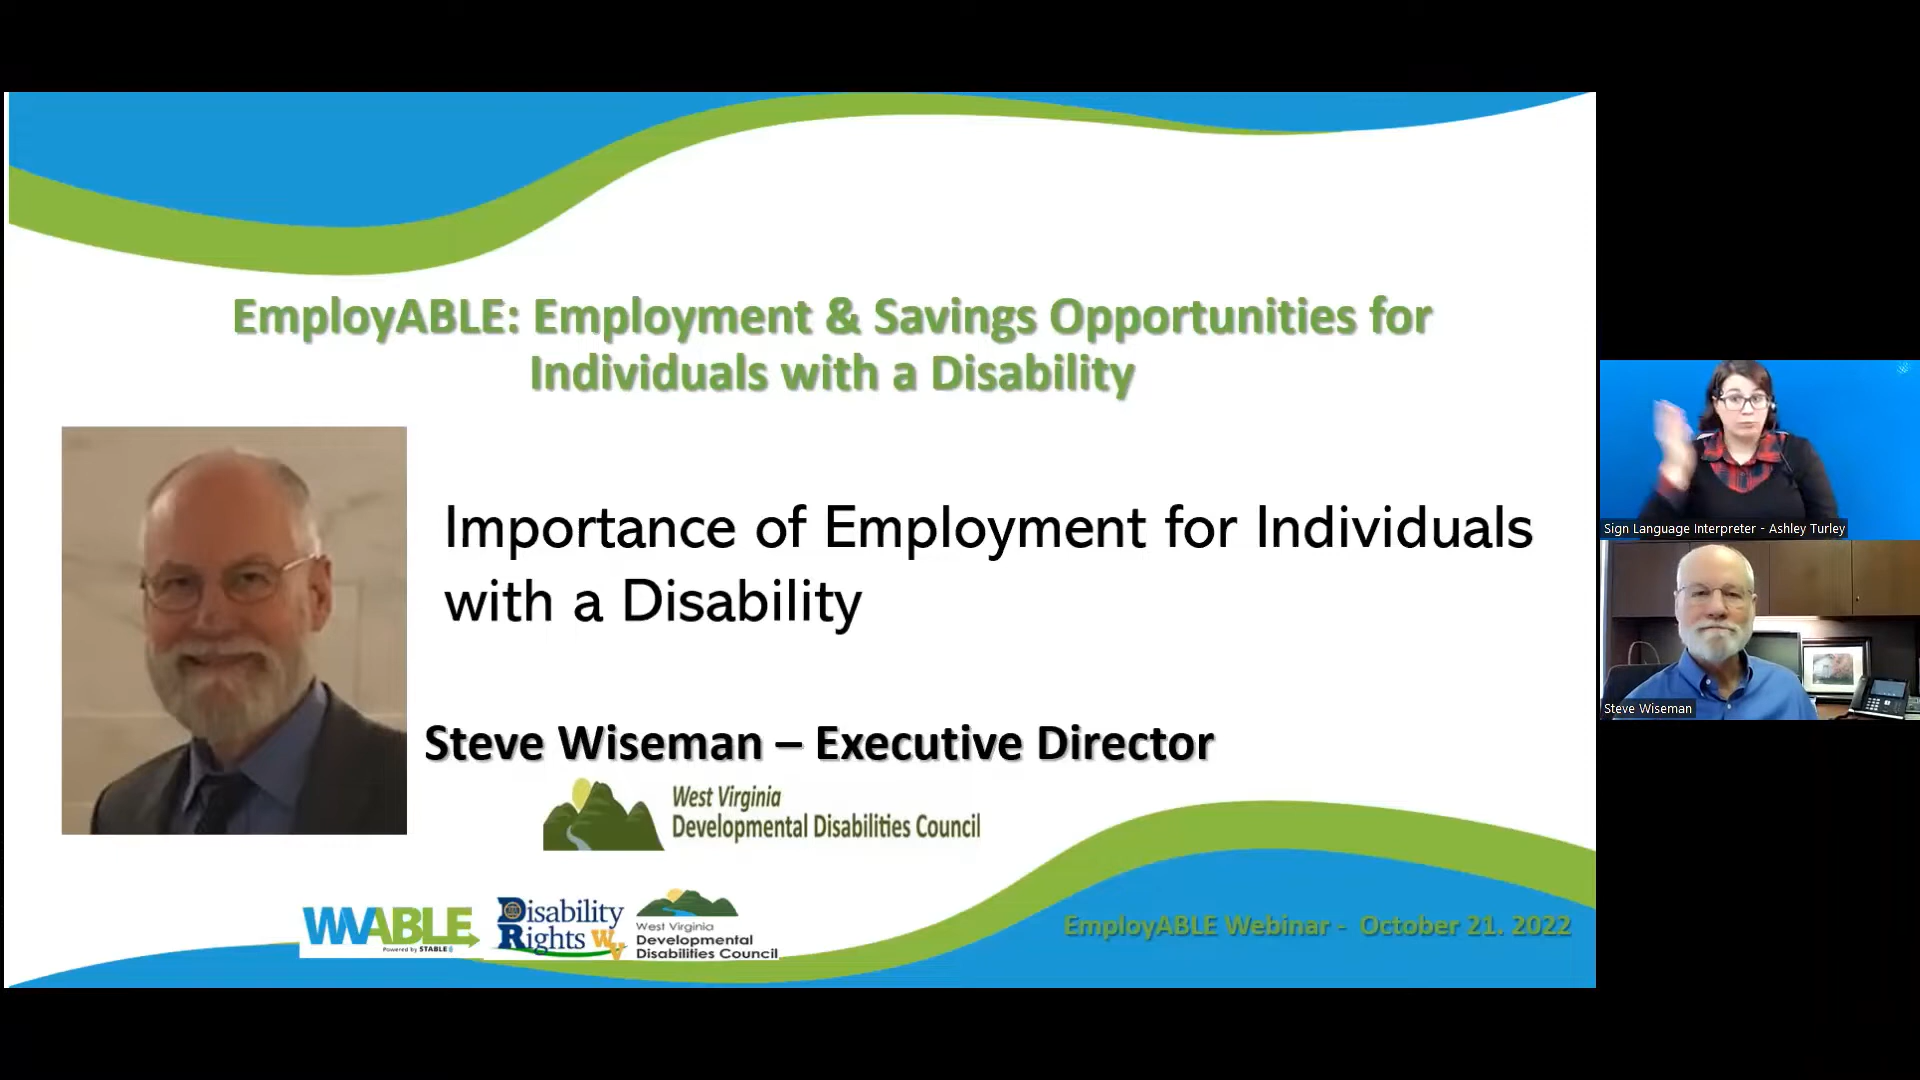 EmployABLE: Employment & Savings Opportunities for
Individuals with a Disability
Importance of Employment for Individuals
with a Disability
Steve Wiseman – Executive Director
West Virginia
Developmental Disabilities Council
WVABLE
Powered by STABLE
Disability
Rights WV
West Virginia
Developmental
Disabilities Council
EmployABLE Webinar - October 21. 2022
Sign Language Interpreter - Ashley Turley
Steve Wiseman